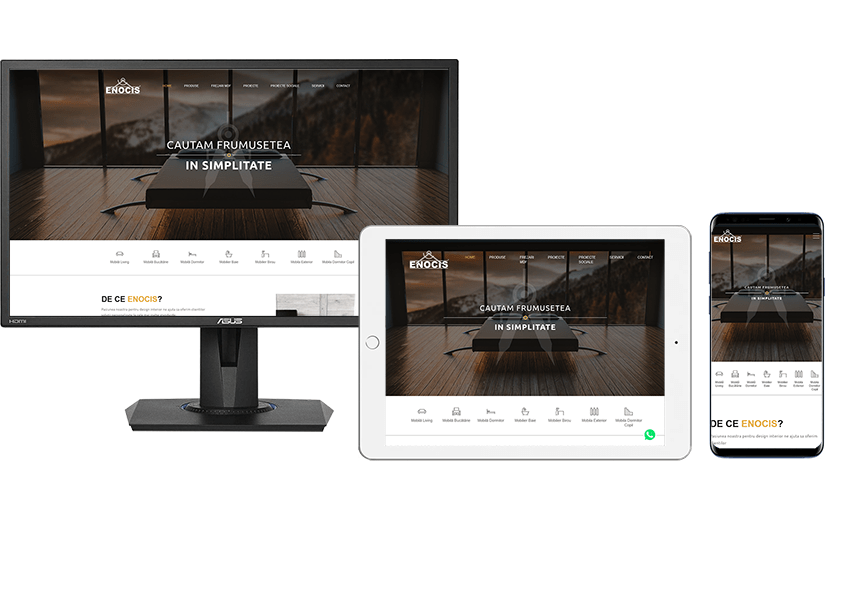 ENOCIS
HOME PRODUSE FREZARI MDF PROIECTE PROIECTE SOCIALE SERVICII CONTACT
CAUTAM FRUMUSETEA
IN SIMPLITATE
Mobilă Living Mobilă Bucătărie Mobilă Dormitor Mobilier Baie Mobilier Birou Mobilă Exterior Mobilă Dormitor Copii
DE CE ENOCIS?
Pasiunea noastra pentru design interior ne ajuta sa oferim clientilor
HDMI
ASUS
ENOCIS
HOME PRODUSE FREZARI MDF PROIECTE PROIECTE SOCIALE SERVICII CONTACT
CAUTAM FRUMUSETEA
IN SIMPLITATE
Mobilă Living Mobilă Bucătărie Mobilă Dormitor Mobilier Baie Mobilier Birou Mobilă Exterior Mobilă Dormitor Copii
ENOCIS
CAUTAM FRUMUSETEA
IN SIMPLITATE
Mobilă Living Mobilă Bucătărie Mobilă Dormitor Mobilier Baie Mobilier Birou Mobilă Exterior Mobilă Dormitor Copii
DE CE ENOCIS?
Pasiunea noastra pentru design interior ne ajuta sa oferim
clientilor